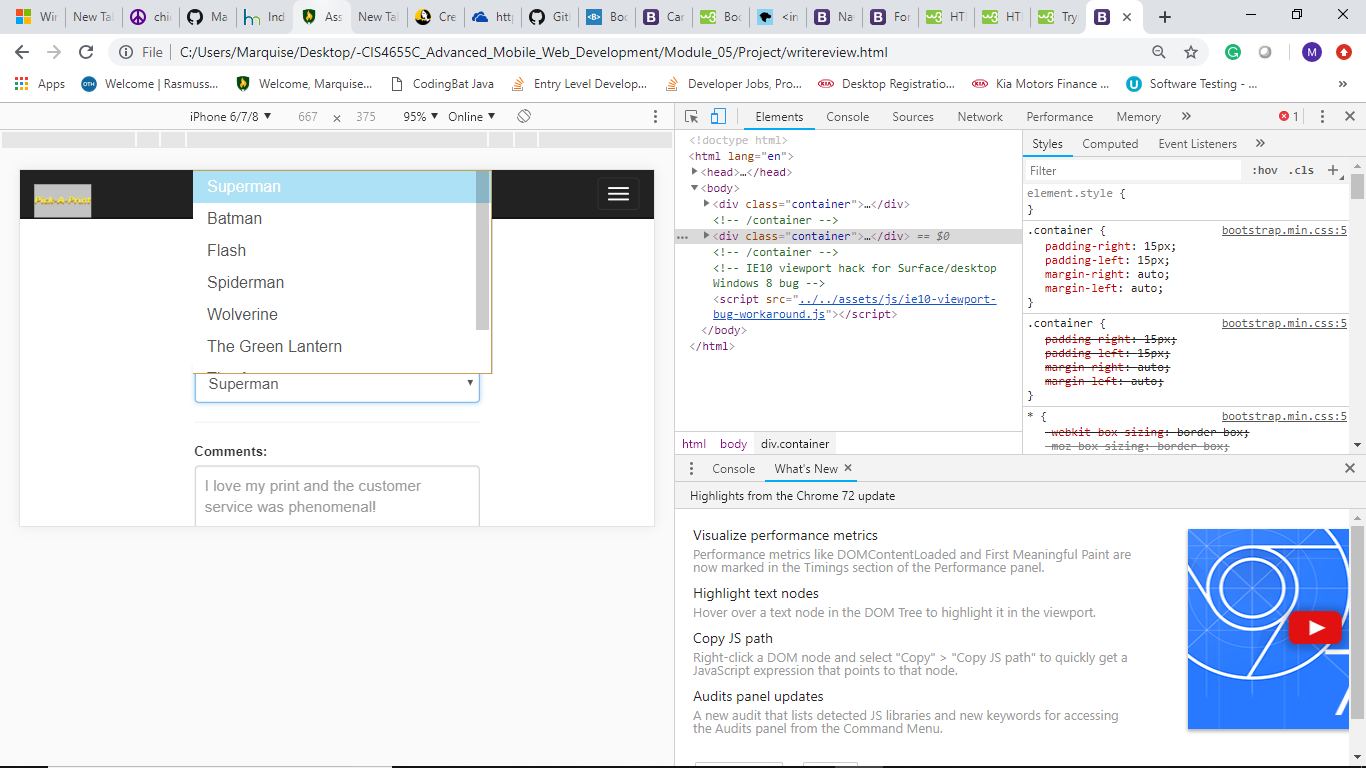 Win New Tal chi Ma Ind Ass New Tal Cre http Gitl Boo Car Boo <in Na For HT HT Try
File C:/Users/Marquise/Desktop/-CIS4655C_Advanced_Mobile_Web_Development/Module_05/Project/writereview.html M
Apps Welcome | Rasmuss... Welcome, Marquise... CodingBat Java Entry Level Develop... Developer Jobs, Pro... Desktop Registratio... Kia Motors Finance ... Software Testing - ... »
iPhone 6/7/8 ▼ 667 × 375 95% ▼ Online ▼
Elements Console Sources Network Performance Memory » 1
Pick-A-Print
Superman
Batman
Flash
Spiderman
Wolverine
The Green Lantern
Superman
Comments:
I love my print and the customer
service was phenomenal!
<!doctype html>
<html lang="en">
<head>…</head>
<body>
<div class="container">…</div>
<!-- /container -->
<div class="container">…</div> == $0
<!-- /container -->
<!-- IE10 viewport hack for Surface/desktop
Windows 8 bug -->
<script src="../../assets/js/ie10-viewport-
bug-workaround.js"></script>
</body>
</html>
html body div.container
Styles Computed Event Listeners »
Filter :hov .cls +
element.style {
}
.container { bootstrap.min.css:5
padding-right: 15px;
padding-left: 15px;
margin-right: auto;
margin-left: auto;
}
.container { bootstrap.min.css:5
padding-right: 15px;
padding-left: 15px;
margin-right: auto;
margin-left: auto;
}
* { bootstrap.min.css:5
-webkit-box-sizing: border-box;
-moz-box-sizing: border-box;
Console What's New ×
Highlights from the Chrome 72 update
Visualize performance metrics
Performance metrics like DOMContentLoaded and First Meaningful Paint are
now marked in the Timings section of the Performance panel.
Highlight text nodes
Hover over a text node in the DOM Tree to highlight it in the viewport.
Copy JS path
Right-click a DOM node and select "Copy" > "Copy JS path" to quickly get a
JavaScript expression that points to that node.
Audits panel updates
A new audit that lists detected JS libraries and new keywords for accessing
the Audits panel from the Command Menu.